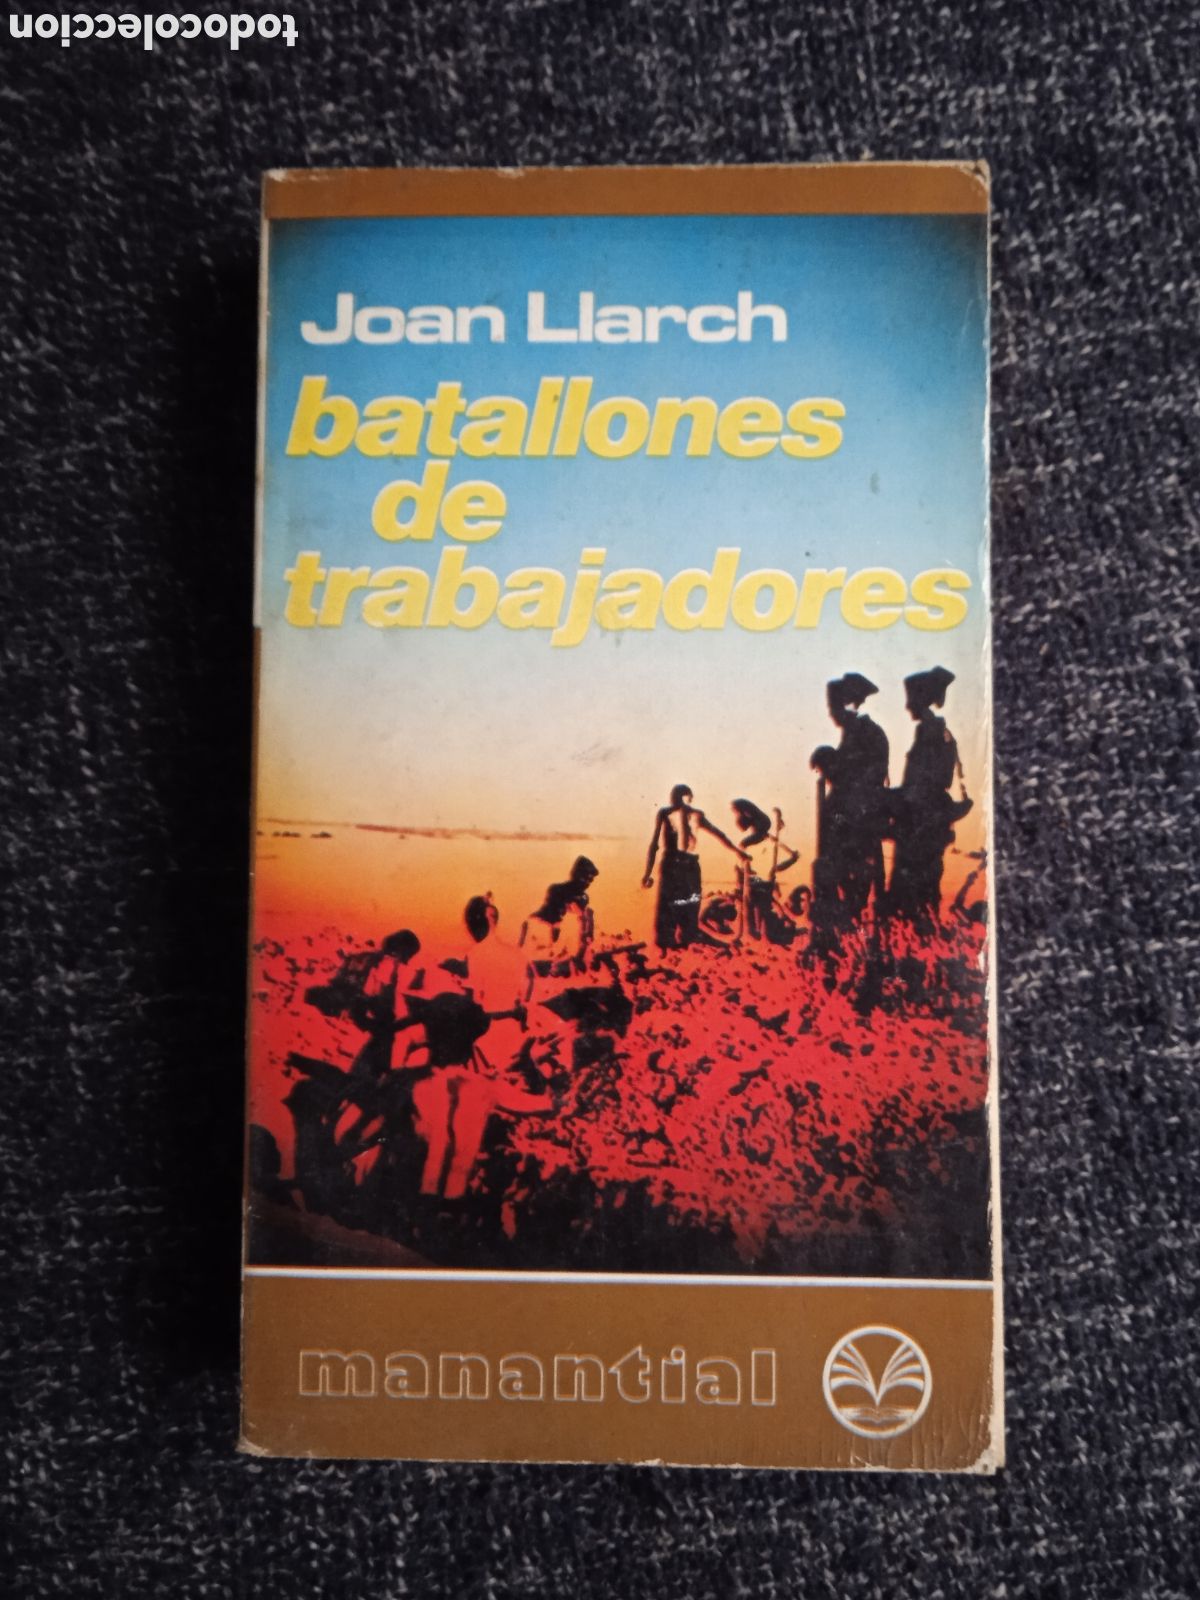 todocoleccion
Joan Llarch
batallones
de
trabajadores
manantial